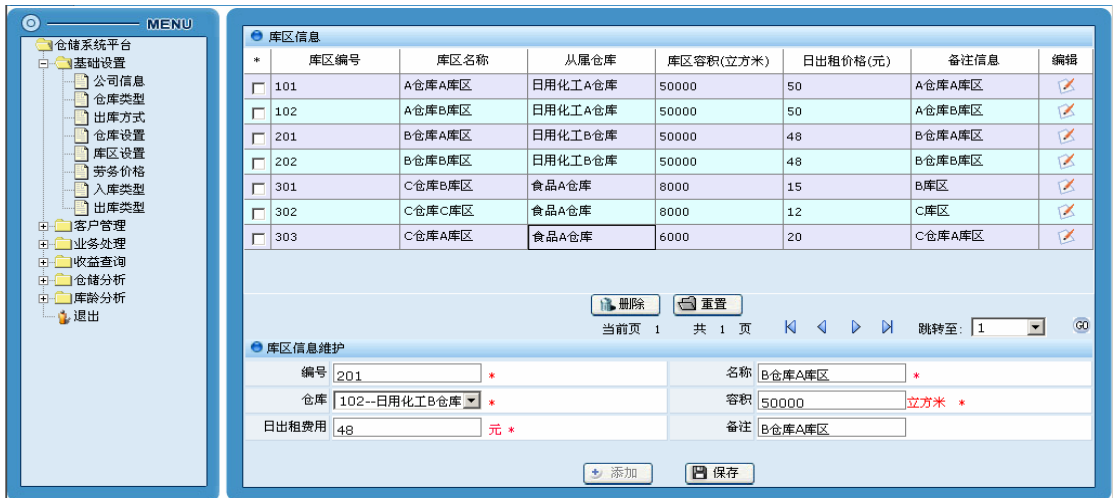 MENU
仓储系统平台
基础设置
公司信息
仓库类型
出库方式
仓库设置
库区设置
劳务价格
入库类型
出库类型
客户管理
业务处理
收益查询
仓储分析
库龄分析
退出
库区信息
* 库区编号 库区名称 从属仓库 库区容积(立方米) 日出租价格(元) 备注信息 编辑
101 A仓库A库区 日用化工A仓库 50000 50 A仓库A库区
102 A仓库B库区 日用化工A仓库 50000 50 A仓库B库区
201 B仓库A库区 日用化工B仓库 50000 48 B仓库A库区
202 B仓库B库区 日用化工B仓库 50000 48 B仓库B库区
301 C仓库B库区 食品A仓库 8000 15 B库区
302 C仓库C库区 食品A仓库 8000 12 C库区
303 C仓库A库区 食品A仓库 6000 20 C仓库A库区
删除 重置
当前页 1 共 1 页 跳转至: 1 GO
库区信息维护
编号 201 * 名称 B仓库A库区 *
仓库 102--日用化工B仓库 * 容积 50000 立方米 *
日出租费用 48 元 * 备注 B仓库A库区
添加 保存